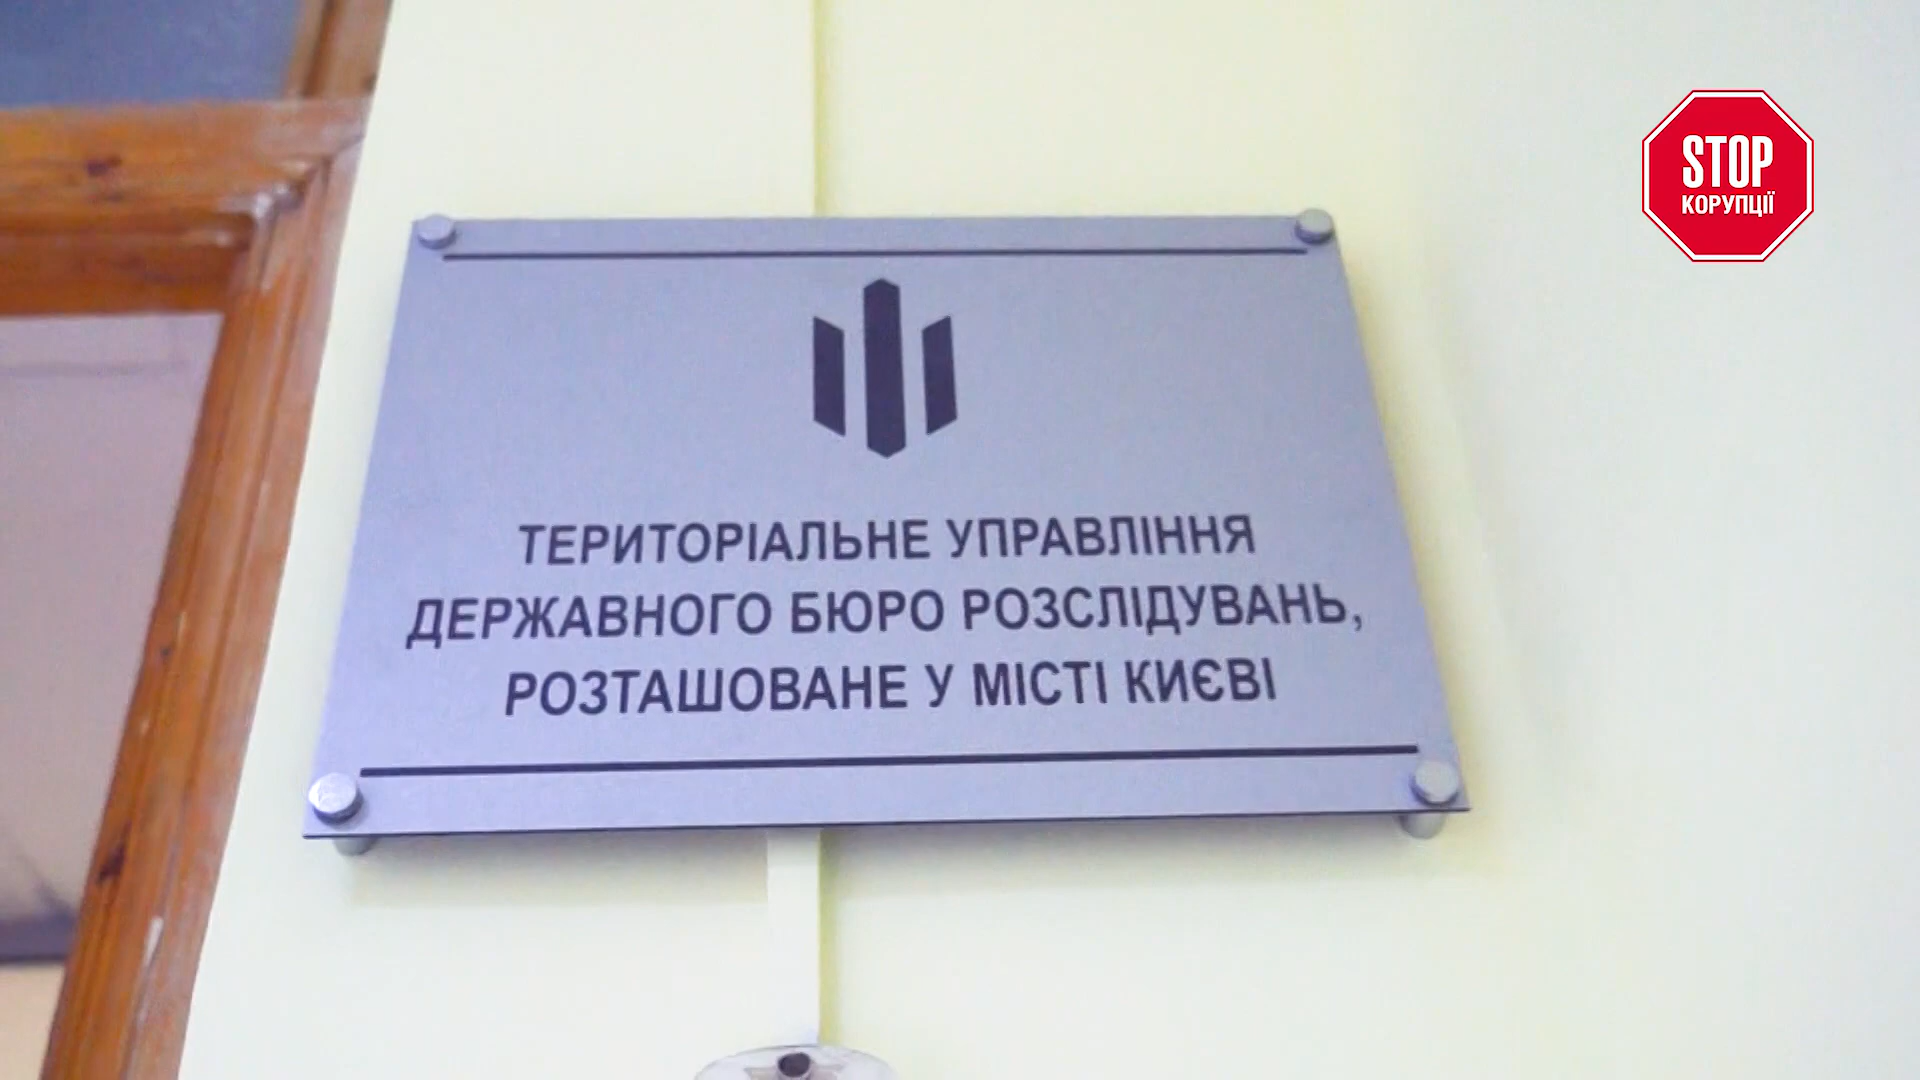 STOP
КОРУПЦІЇ
ТЕРИТОРІАЛЬНЕ УПРАВЛІННЯ
ДЕРЖАВНОГО БЮРО РОЗСЛІДУВАНЬ,
РОЗТАШОВАНЕ У МІСТІ КИЄВІ